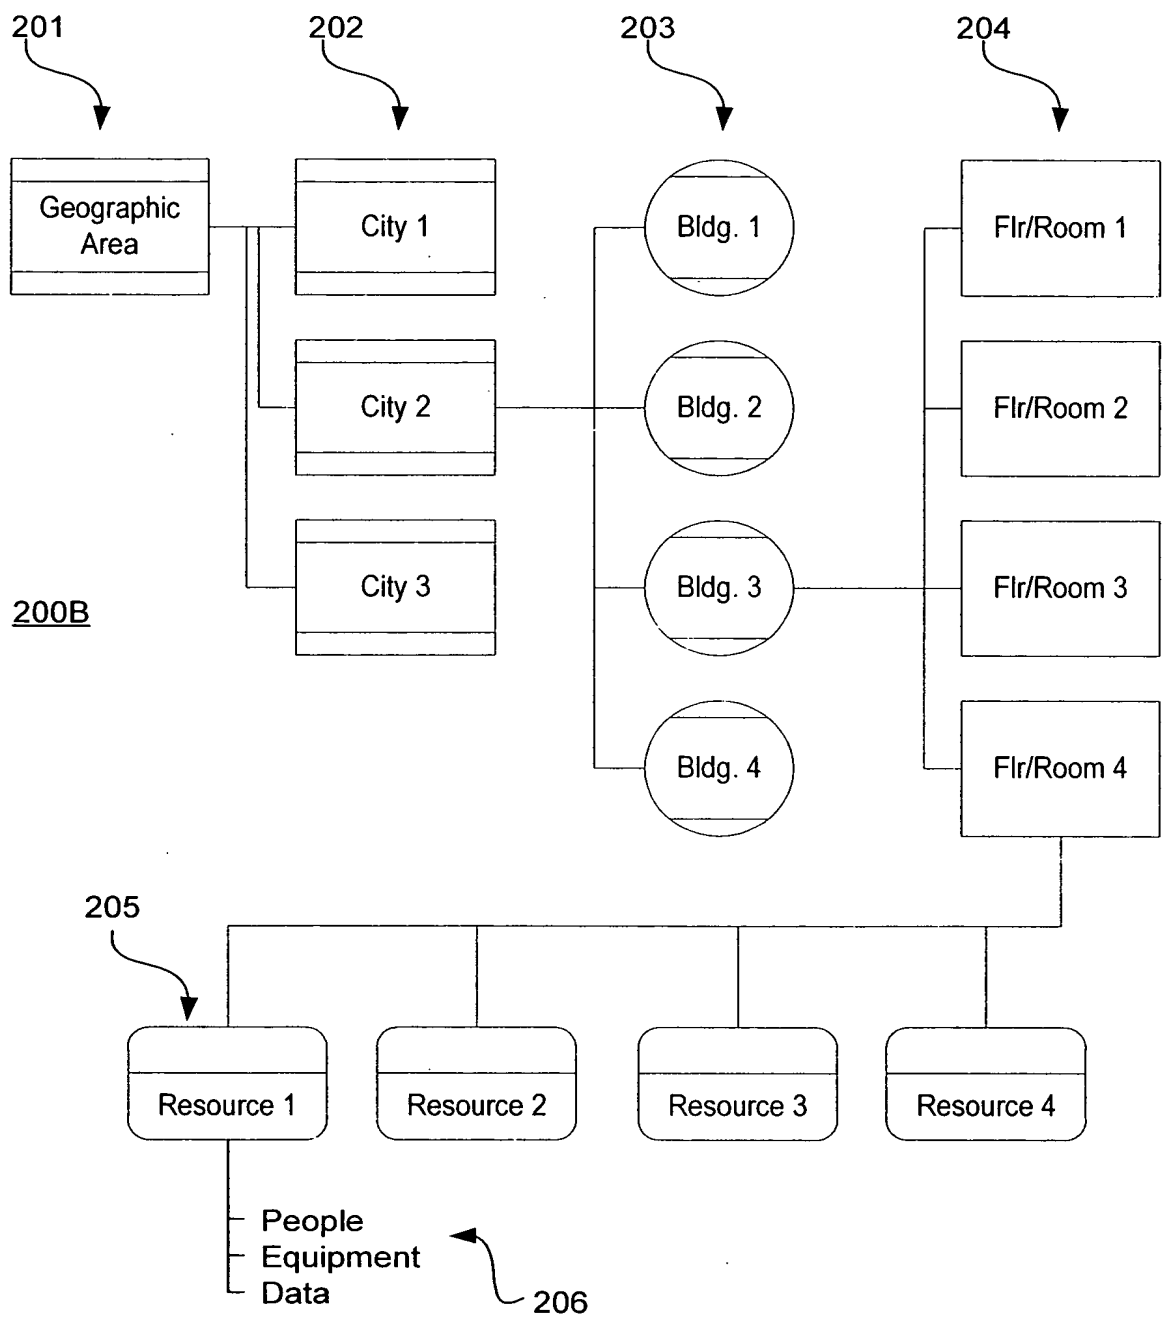 201
202
203
204
Geographic
Area
City 1
Bldg. 1
Flr/Room 1
City 2
Bldg. 2
Flr/Room 2
City 3
Bldg. 3
Flr/Room 3
200B
Bldg. 4
Flr/Room 4
205
Resource 1
Resource 2
Resource 3
Resource 4
People
Equipment
Data
206